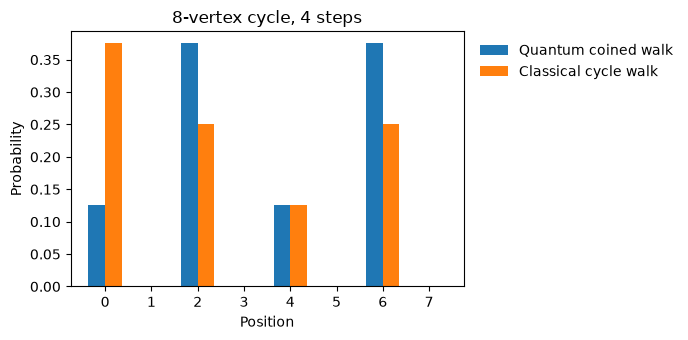 8-vertex cycle, 4 steps
Quantum coined walk
Classical cycle walk
Probability
0.35
0.30
0.25
0.20
0.15
0.10
0.05
0.00
0 1 2 3 4 5 6 7
Position